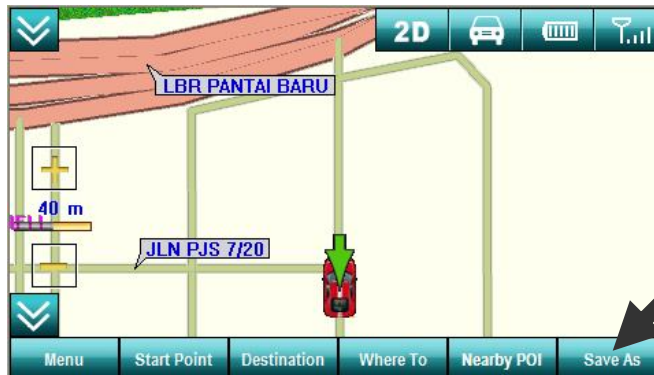 2D
LBR PANTAI BARU
40 m
JLN PJS 7/20
Menu
Start Point
Destination
Where To
Nearby POI
Save As